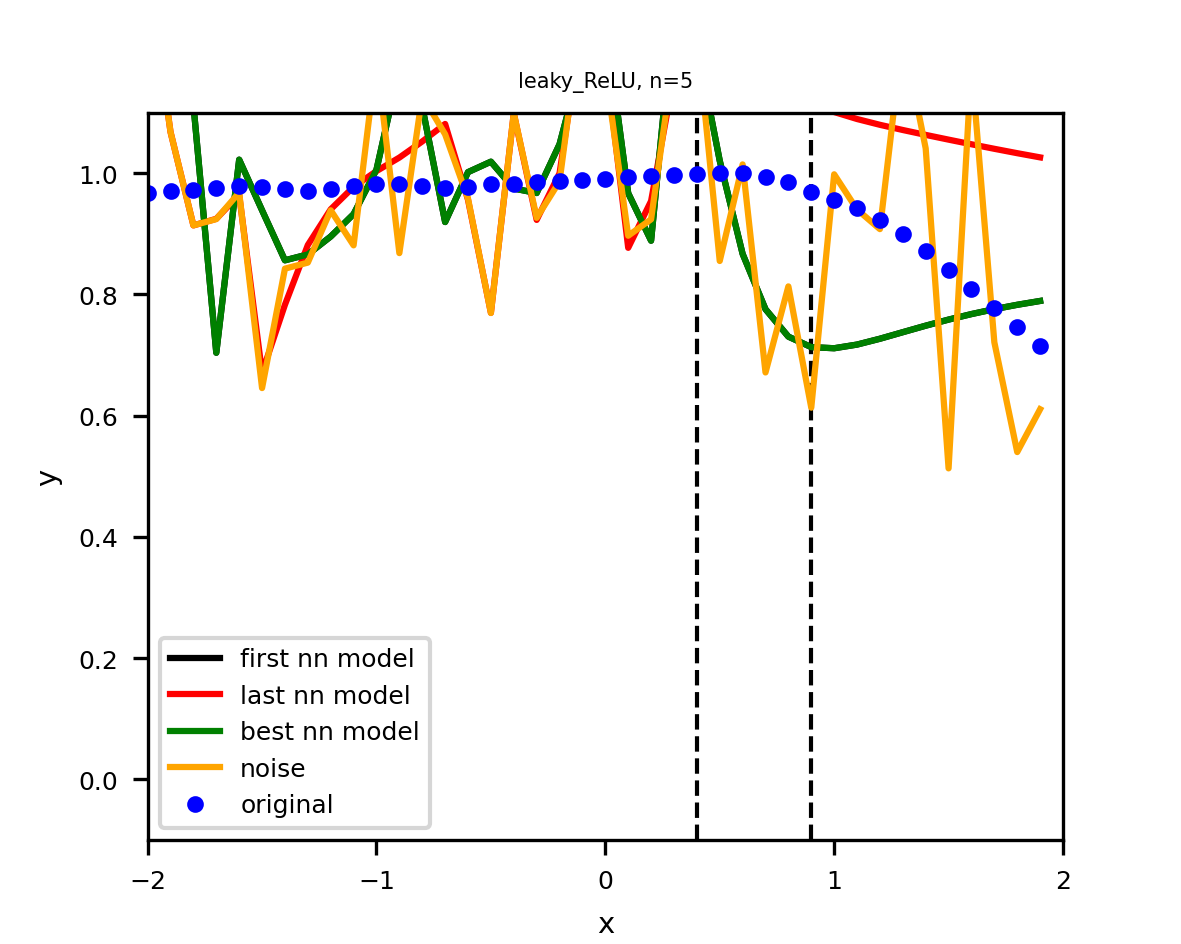 leaky_ReLU, n=5
1.0
0.8
0.6
0.4
0.2
0.0
y
first nn model
last nn model
best nn model
noise
original
−2
−1
0
1
2
x